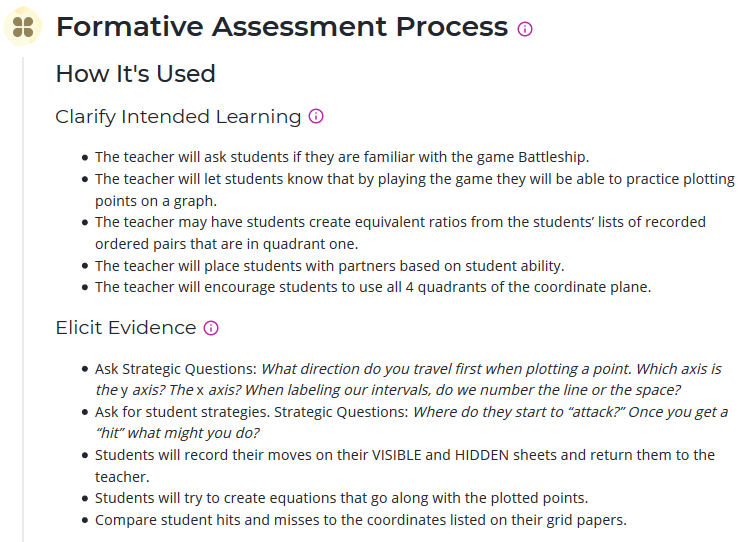 Formative Assessment Process
How It's Used
Clarify Intended Learning
The teacher will ask students if they are familiar with the game Battleship.
The teacher will let students know that by playing the game they will be able to practice plotting
points on a graph.
The teacher may have students create equivalent ratios from the students’ lists of recorded
ordered pairs that are in quadrant one.
The teacher will place students with partners based on student ability.
The teacher will encourage students to use all 4 quadrants of the coordinate plane.
Elicit Evidence
Ask Strategic Questions: What direction do you travel first when plotting a point. Which axis is
the y axis? The x axis? When labeling our intervals, do we number the line or the space?
Ask for student strategies. Strategic Questions: Where do they start to “attack?” Once you get a
“hit” what might you do?
Students will record their moves on their VISIBLE and HIDDEN sheets and return them to the
teacher.
Students will try to create equations that go along with the plotted points.
Compare student hits and misses to the coordinates listed on their grid papers.